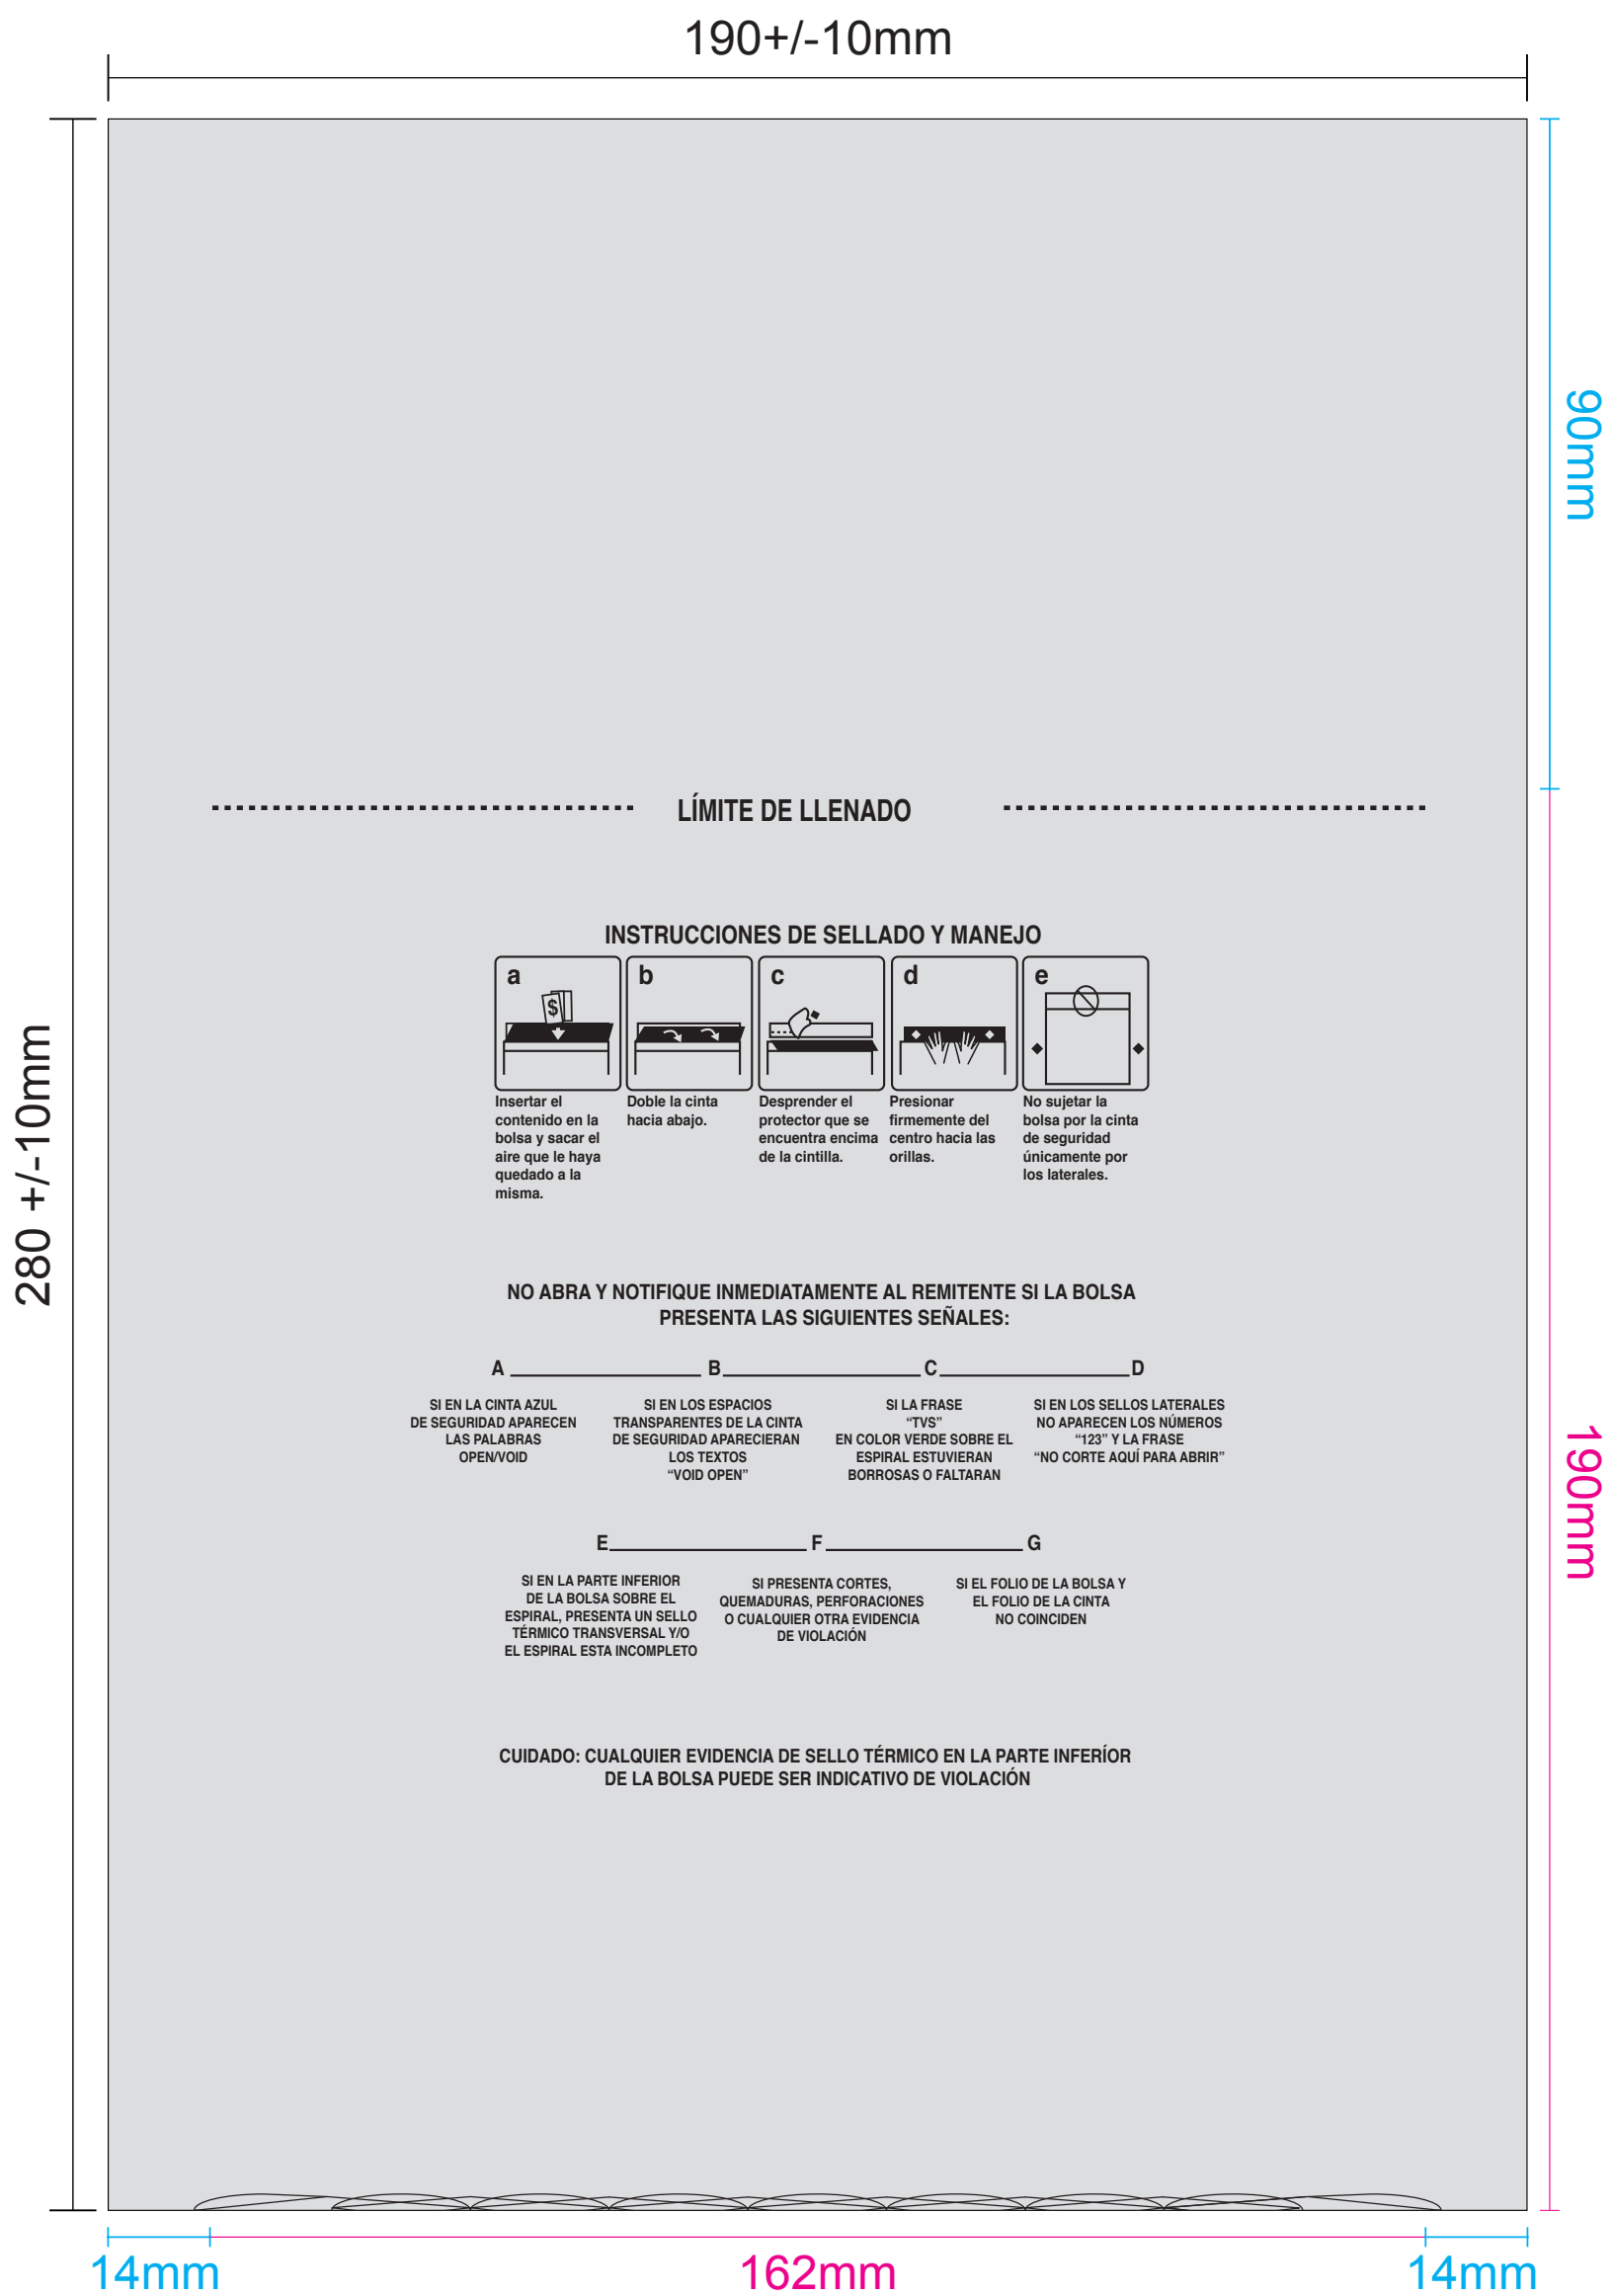 190+/-10mm
280 +/-10mm
90mm
LÍMITE DE LLENADO
INSTRUCCIONES DE SELLADO Y MANEJO
a
$
Insertar el
contenido en la
bolsa y sacar el
aire que le haya
quedado a la
misma.
b
Doble la cinta
hacia abajo.
c
Desprender el
protector que se
encuentra encima
de la cintilla.
d
Presionar
firmemente del
centro hacia las
orillas.
e
No sujetar la
bolsa por la cinta
de seguridad
únicamente por
los laterales.
NO ABRA Y NOTIFIQUE INMEDIATAMENTE AL REMITENTE SI LA BOLSA
PRESENTA LAS SIGUIENTES SEÑALES:
A B C D
SI EN LA CINTA AZUL
DE SEGURIDAD APARECEN
LAS PALABRAS
OPEN/VOID
SI EN LOS ESPACIOS
TRANSPARENTES DE LA CINTA
DE SEGURIDAD APARECIERAN
LOS TEXTOS
“VOID OPEN”
SI LA FRASE
“TVS”
EN COLOR VERDE SOBRE EL
ESPIRAL ESTUVIERAN
BORROSAS O FALTARAN
SI EN LOS SELLOS LATERALES
NO APARECEN LOS NÚMEROS
“123” Y LA FRASE
“NO CORTE AQUÍ PARA ABRIR”
190mm
E F G
SI EN LA PARTE INFERIOR
DE LA BOLSA SOBRE EL
ESPIRAL, PRESENTA UN SELLO
TÉRMICO TRANSVERSAL Y/O
EL ESPIRAL ESTA INCOMPLETO
SI PRESENTA CORTES,
QUEMADURAS, PERFORACIONES
O CUALQUIER OTRA EVIDENCIA
DE VIOLACIÓN
SI EL FOLIO DE LA BOLSA Y
EL FOLIO DE LA CINTA
NO COINCIDEN
CUIDADO: CUALQUIER EVIDENCIA DE SELLO TÉRMICO EN LA PARTE INFERÍOR
DE LA BOLSA PUEDE SER INDICATIVO DE VIOLACIÓN
14mm
162mm
14mm